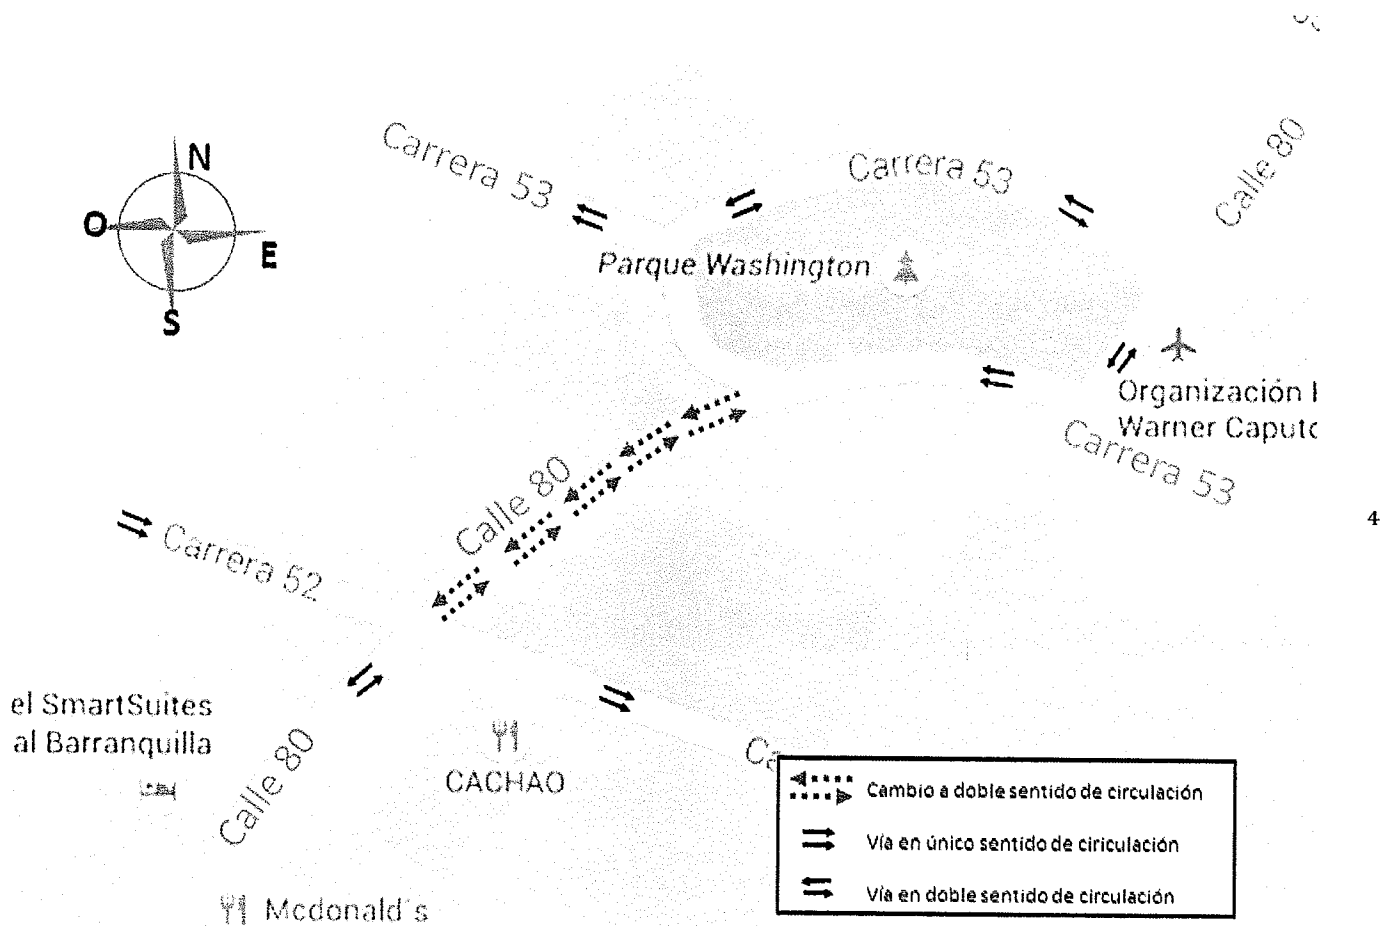 N
O
E
S
Carrera 53
Carrera 53
Calle 80
Parque Washington
Organización
Warner
Carrera 53
Calle 80
4
Carrera 52
el SmartSuites
al Barranquilla
CACHAO
Calle 80
Mcdonald´s
Cambio a doble sentido de circulación
Vía en único sentido de ciriculación
Vía en doble sentido de circulación